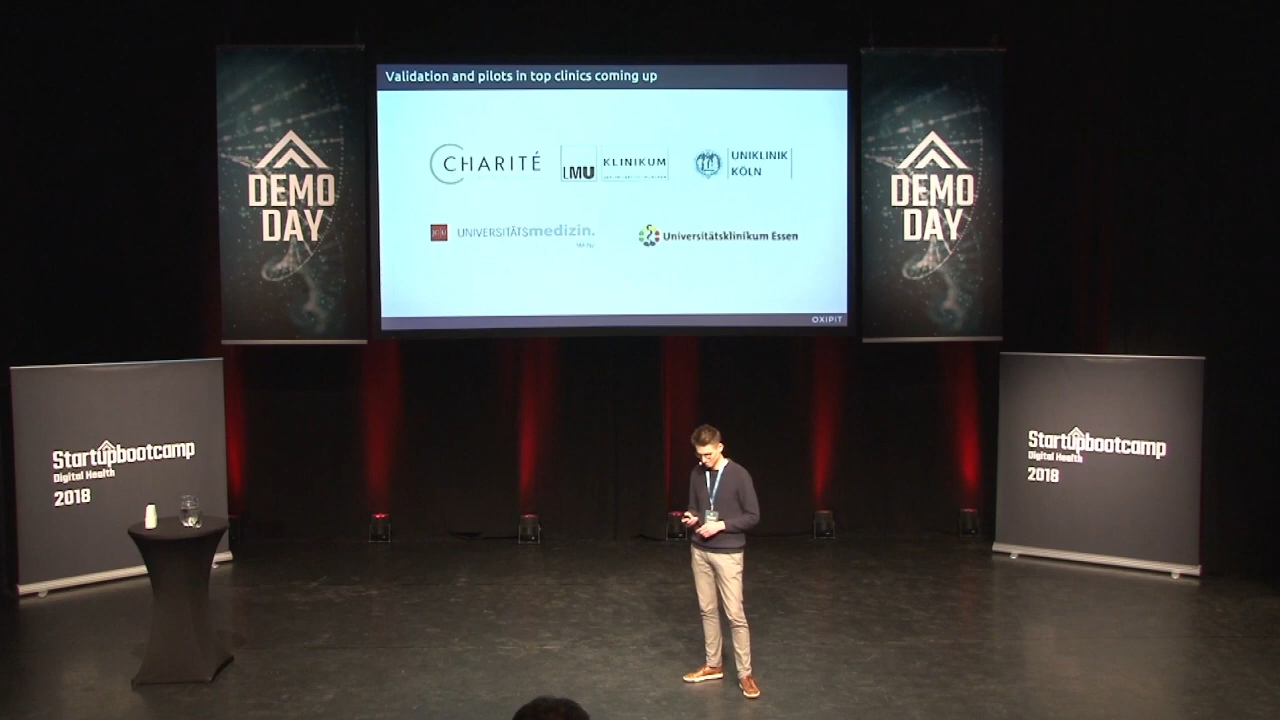 Validation and pilots in top clinics coming up
CHARITÉ
LMU
KLINIKUM
UNIKLINIK
KÖLN
UNIVERSITÄTSmedizin.
Universitätsklinikum Essen
OXIPIT
DEMO
DAY
DEMO
DAY
Startupbootcamp
Digital Health
2018
Startupbootcamp
Digital Health
2018